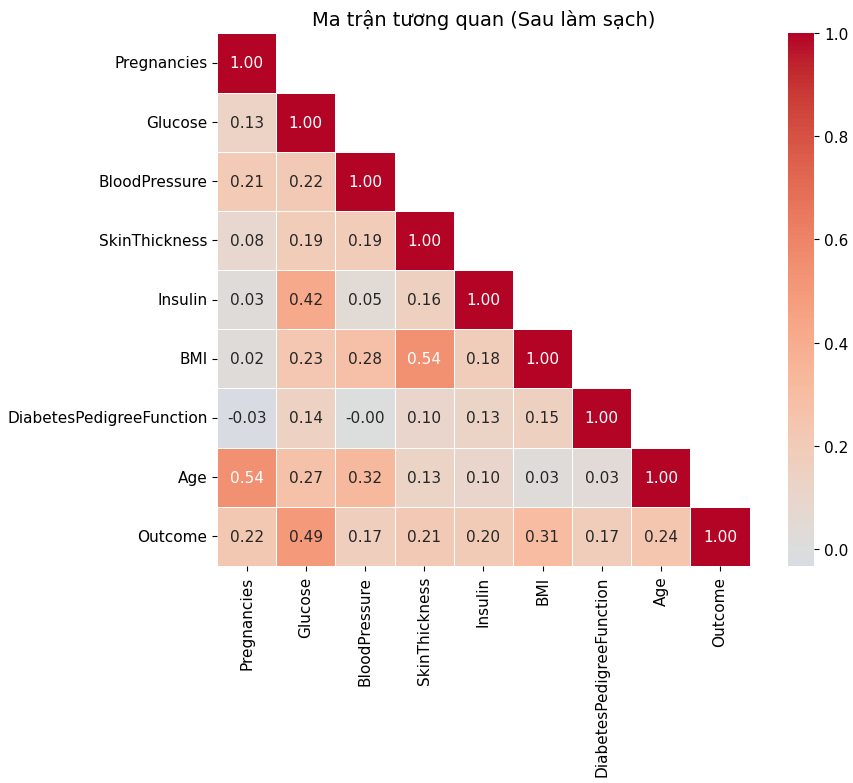 Ma trận tương quan (Sau làm sạch)
Pregnancies 1.00
Glucose 0.13 1.00
BloodPressure 0.21 0.22 1.00
SkinThickness 0.08 0.19 0.19 1.00
Insulin 0.03 0.42 0.05 0.16 1.00
BMI 0.02 0.23 0.28 0.54 0.18 1.00
DiabetesPedigreeFunction -0.03 0.14 -0.00 0.10 0.13 0.15 1.00
Age 0.54 0.27 0.32 0.13 0.10 0.03 0.03 1.00
Outcome 0.22 0.49 0.17 0.21 0.20 0.31 0.17 0.24 1.00
Pregnancies
Glucose
BloodPressure
SkinThickness
Insulin
BMI
DiabetesPedigreeFunction
Age
Outcome
1.0
0.8
0.6
0.4
0.2
0.0